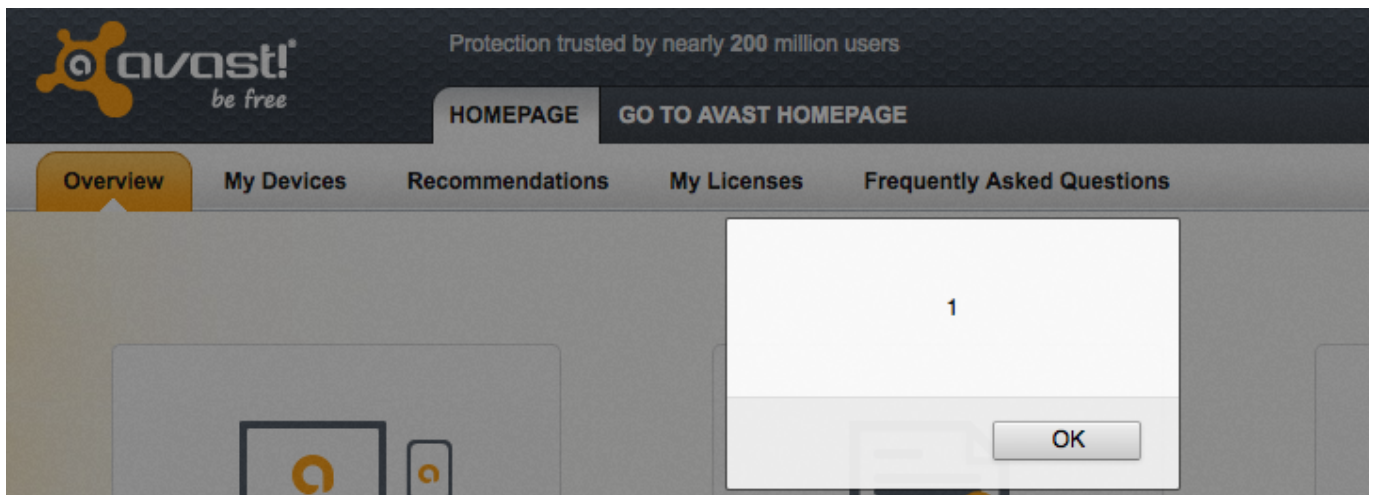 avast!
be free
Protection trusted by nearly 200 million users
HOMEPAGE GO TO AVAST HOMEPAGE
Overview My Devices Recommendations My Licenses Frequently Asked Questions
1
OK